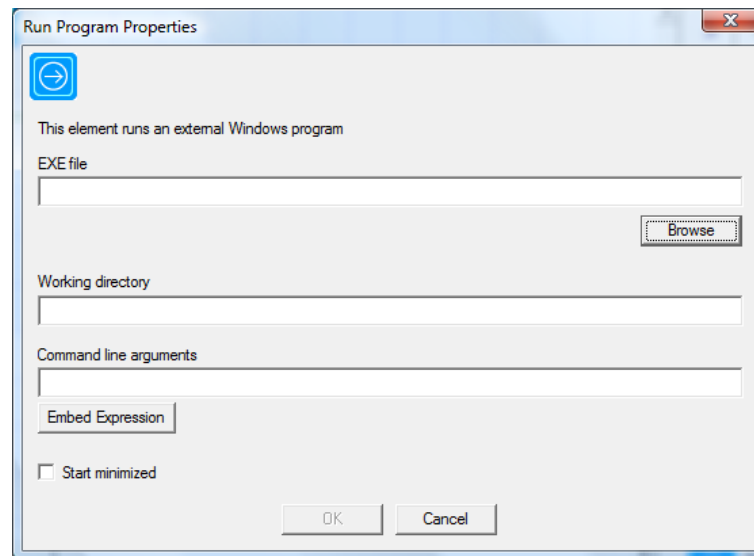 Run Program Properties
This element runs an external Windows program
EXE file
Browse
Working directory
Command line arguments
Embed Expression
Start minimized
OK Cancel